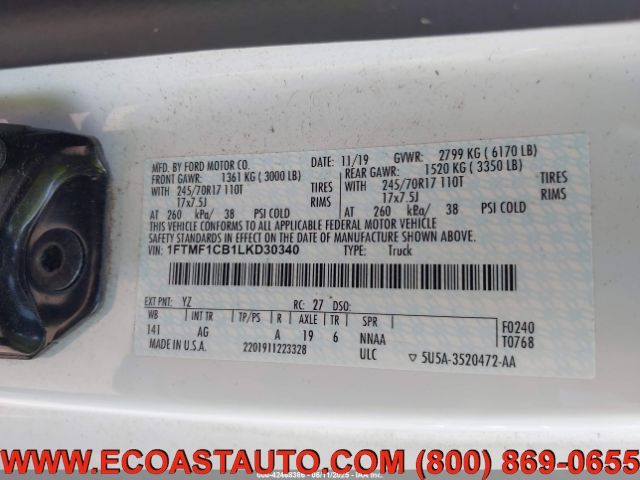 MFD. BY FORD MOTOR CO. DATE: 11/19 GVWR: 2799 KG ( 6170 LB)
FRONT GAWR: 1361 KG ( 3000 LB) REAR GAWR: 1520 KG ( 3350 LB)
WITH 245/70R17 110T TIRES WITH 245/70R17 110T TIRES
17x7.5J RIMS 17x7.5J RIMS
AT 260 kPa/ 38 PSI COLD AT 260 kPa/ 38 PSI COLD
THIS VEHICLE CONFORMS TO ALL APPLICABLE FEDERAL MOTOR VEHICLE
SAFETY STANDARDS IN EFFECT ON THE DATE OF MANUFACTURE SHOWN ABOVE.
VIN: 1FTMF1CB1LKD30340 TYPE: Truck
EXT PNT: YZ RC: 27 DSO:
WB INT TR TP/PS R AXLE TR SPR F0240
141 AG A 19 6 NNAA T0768
MADE IN U.S.A. 2201911223328 ULC 5U5A-3520472-AA
WWW.ECOASTAUTO.COM (800) 869-0655